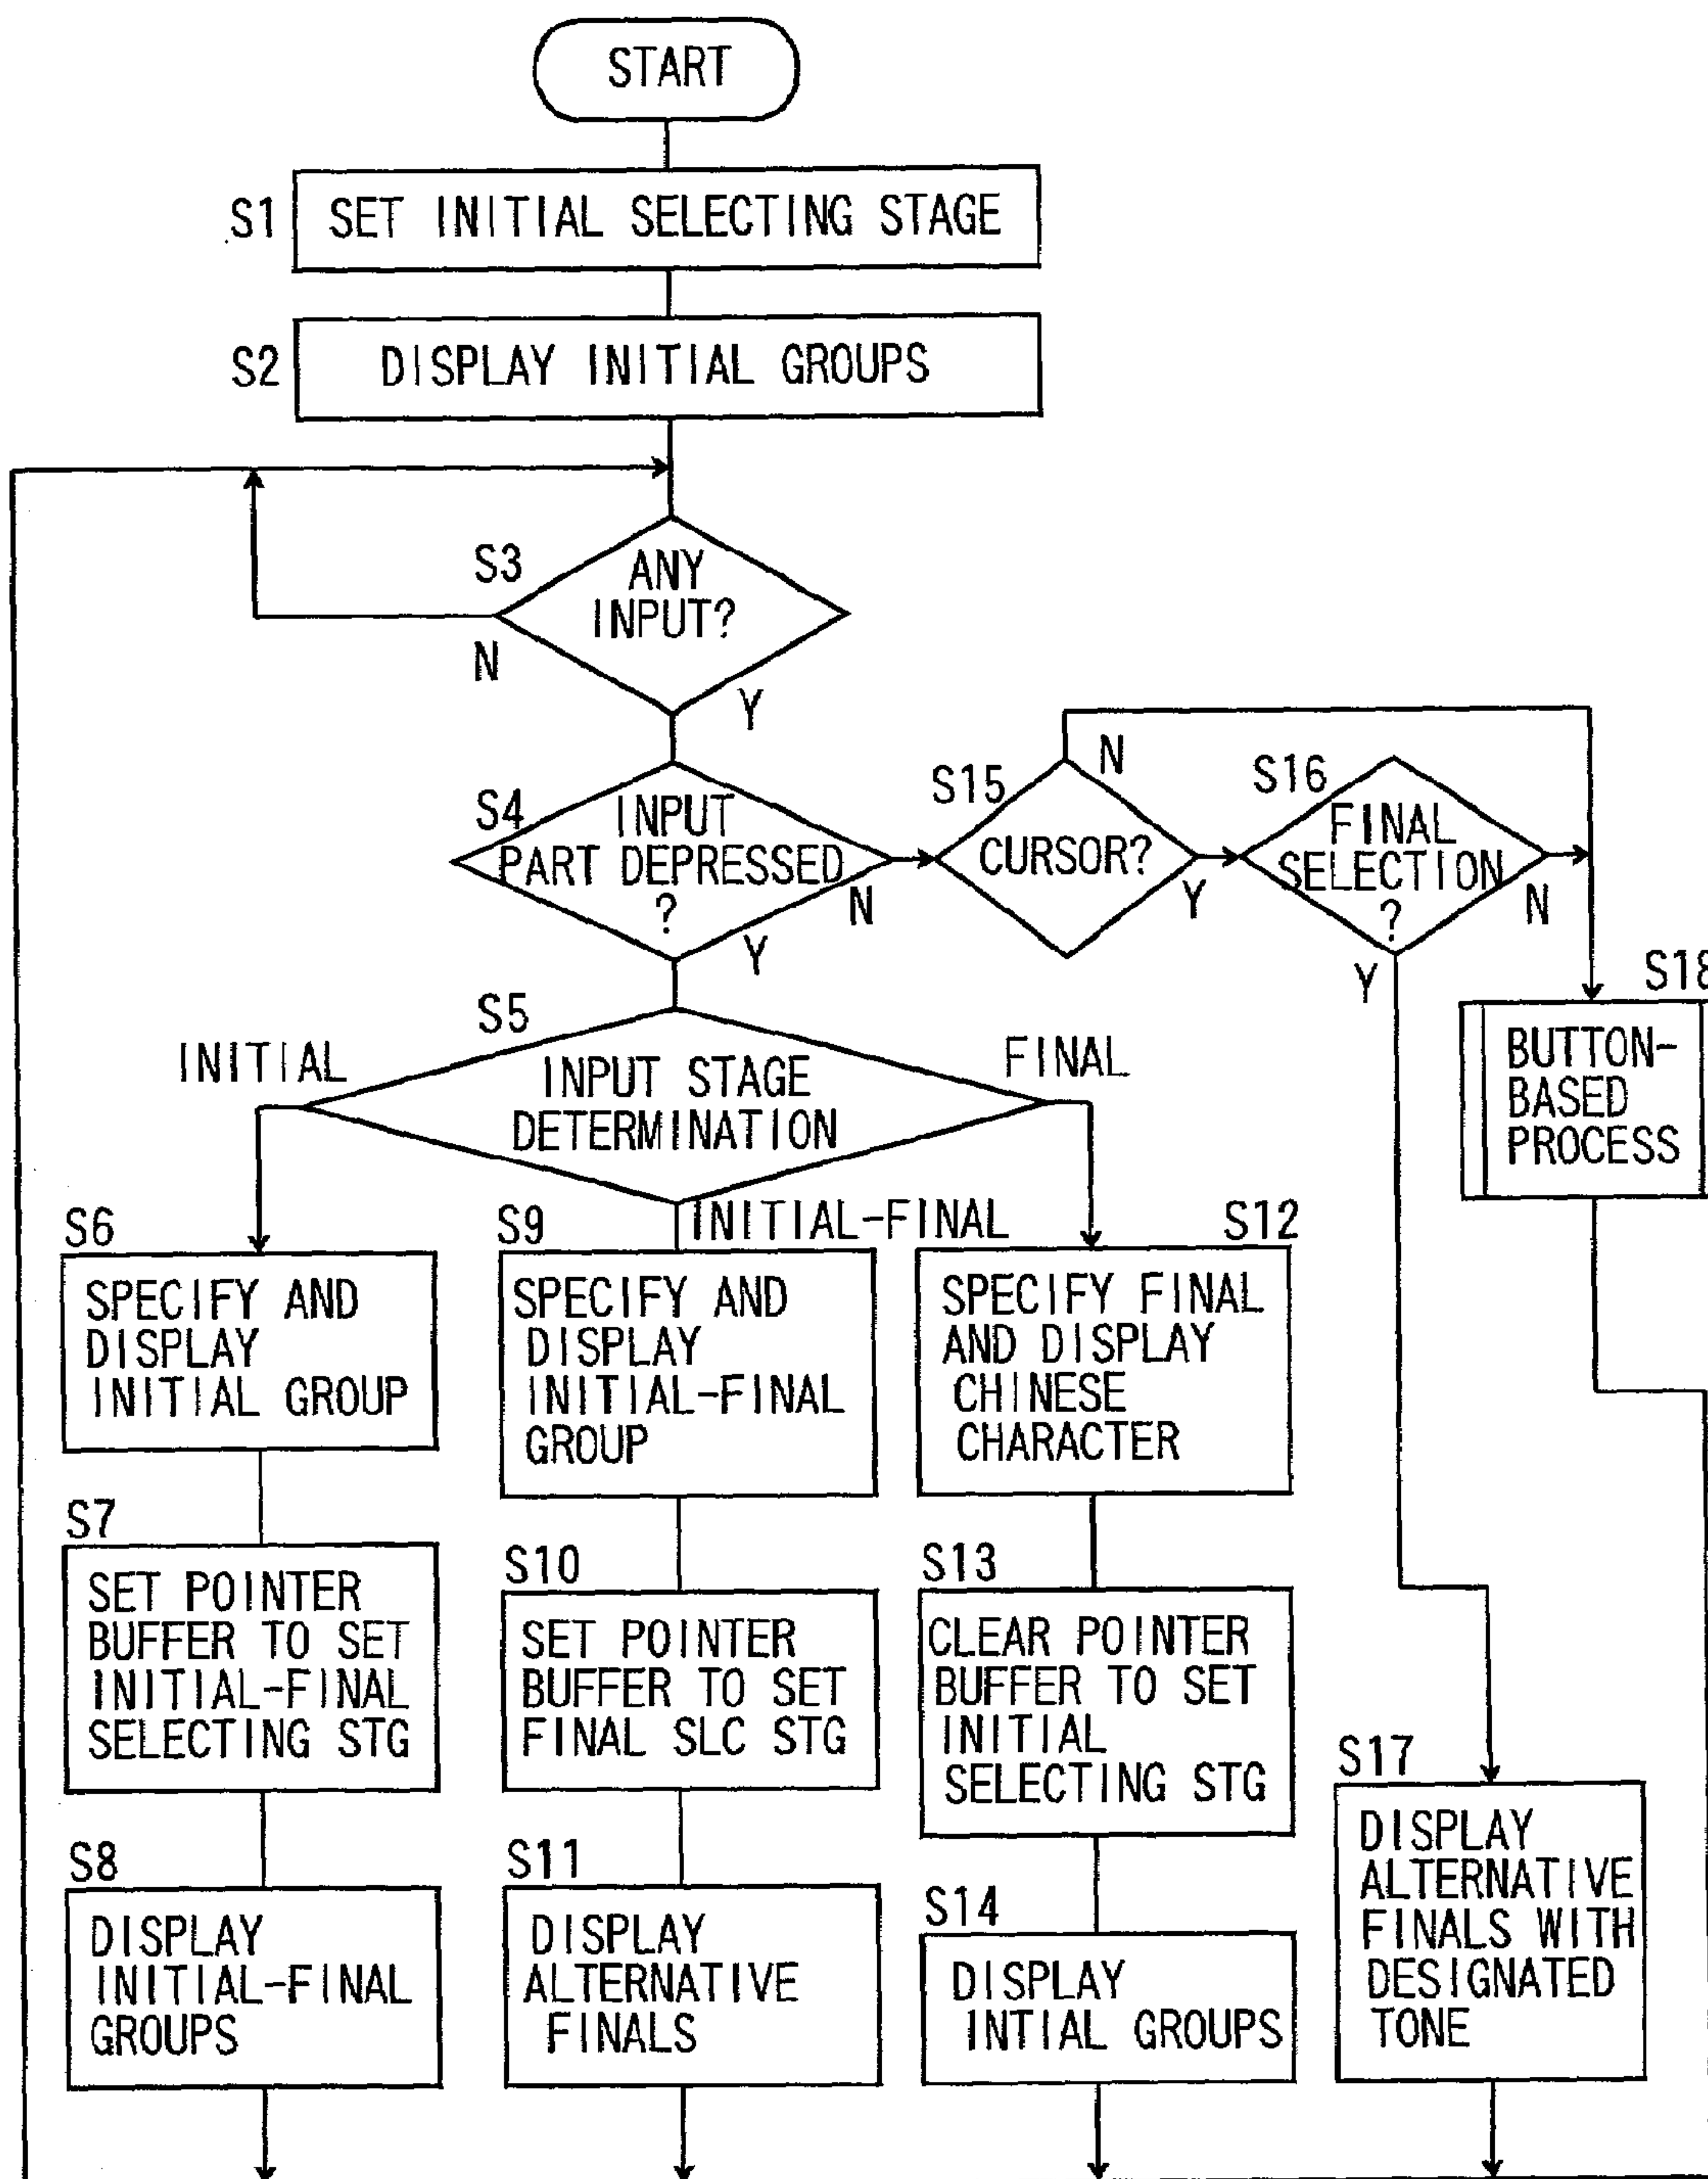 START
S1
SET INITIAL SELECTING STAGE
S2
DISPLAY INITIAL GROUPS
S3
ANY
INPUT?
N
Y
S4
INPUT
PART DEPRESSED
?
N
Y
S15
CURSOR?
N
Y
S16
FINAL
SELECTION
?
N
Y
S18
BUTTON-
BASED
PROCESS
S5
INPUT STAGE
DETERMINATION
INITIAL
INITIAL-FINAL
FINAL
S6
SPECIFY AND
DISPLAY
INITIAL GROUP
S7
SET POINTER
BUFFER TO SET
INITIAL-FINAL
SELECTING STG
S8
DISPLAY
INITIAL-FINAL
GROUPS
S9
SPECIFY AND
DISPLAY
INITIAL-FINAL
GROUP
S10
SET POINTER
BUFFER TO SET
FINAL SLC STG
S11
DISPLAY
ALTERNATIVE
FINALS
S12
SPECIFY FINAL
AND DISPLAY
CHINESE
CHARACTER
S13
CLEAR POINTER
BUFFER TO SET
INITIAL
SELECTING STG
S14
DISPLAY
INTIAL GROUPS
S17
DISPLAY
ALTERNATIVE
FINALS WITH
DESIGNATED
TONE